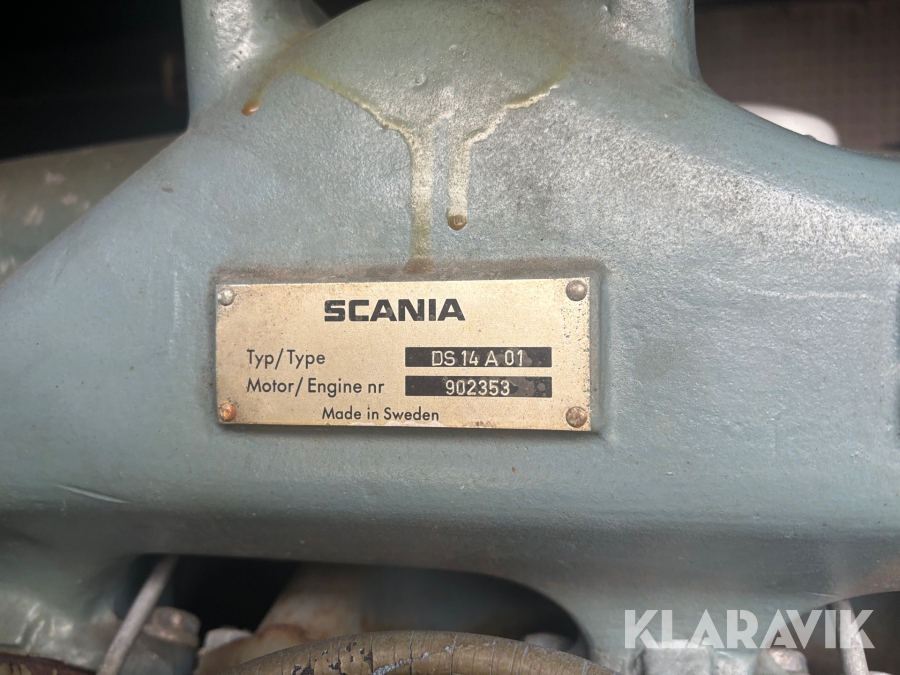 SCANIA
Typ/Type DS 14 A 01
Motor/Engine nr 902353
Made in Sweden
KLARAVIK